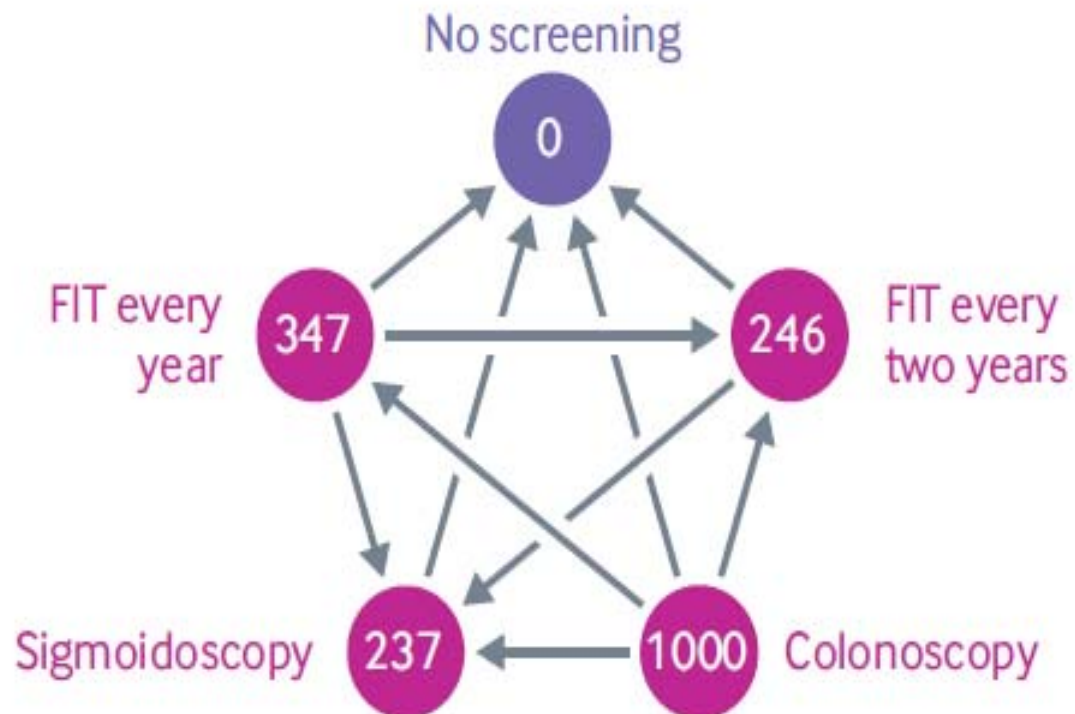 No screening
0
FIT every
year
347
246
FIT every
two years
Sigmoidoscopy
237
1000
Colonoscopy